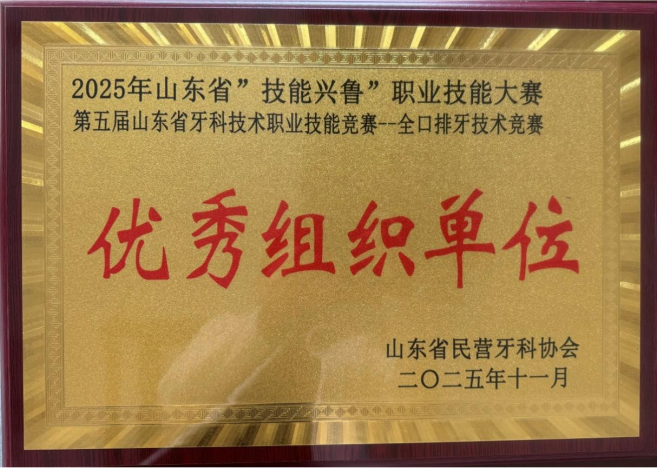 2025年山东省”技能兴鲁”职业技能大赛
第五届山东省牙科技术职业技能竞赛--全口排牙技术竞赛
优秀组织单位
山东省民营牙科协会
二〇二五年十一月